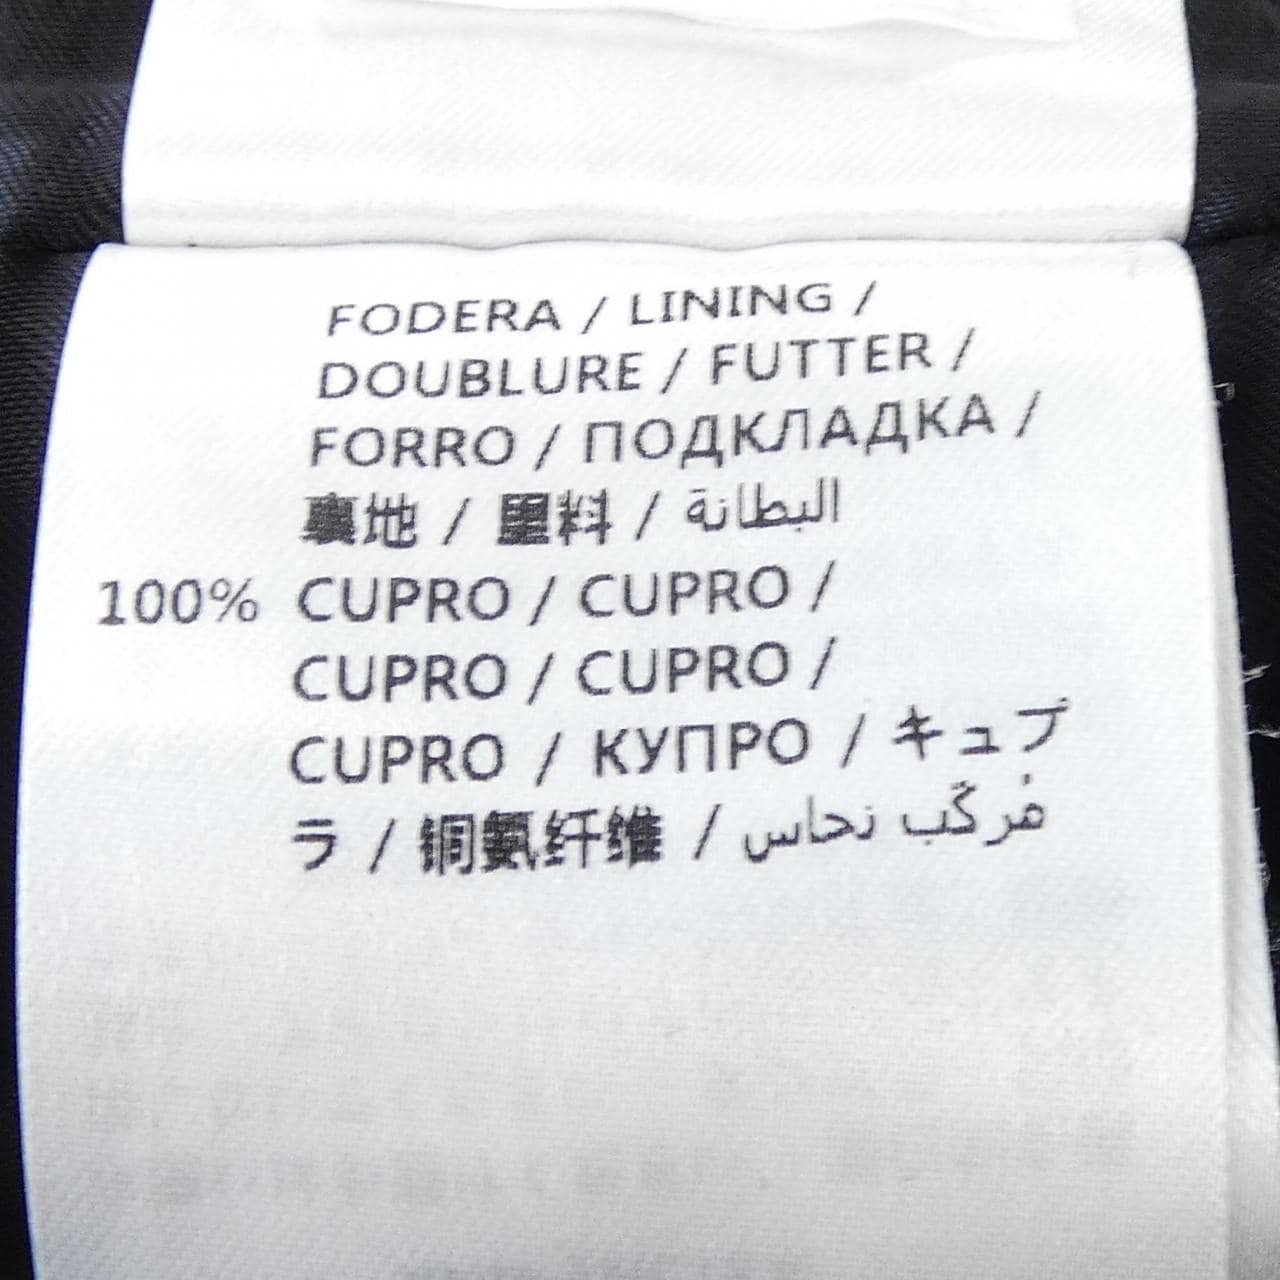 FODERA / LINING /
DOUBLURE / FUTTER /
FORRO / ПОДКЛАДКА /
裏地 / 里料 / البطانة
100% CUPRO / CUPRO /
CUPRO / CUPRO /
CUPRO / КУПРО / キュプ
ラ / 铜氨纤维 / مُركّب نحاس